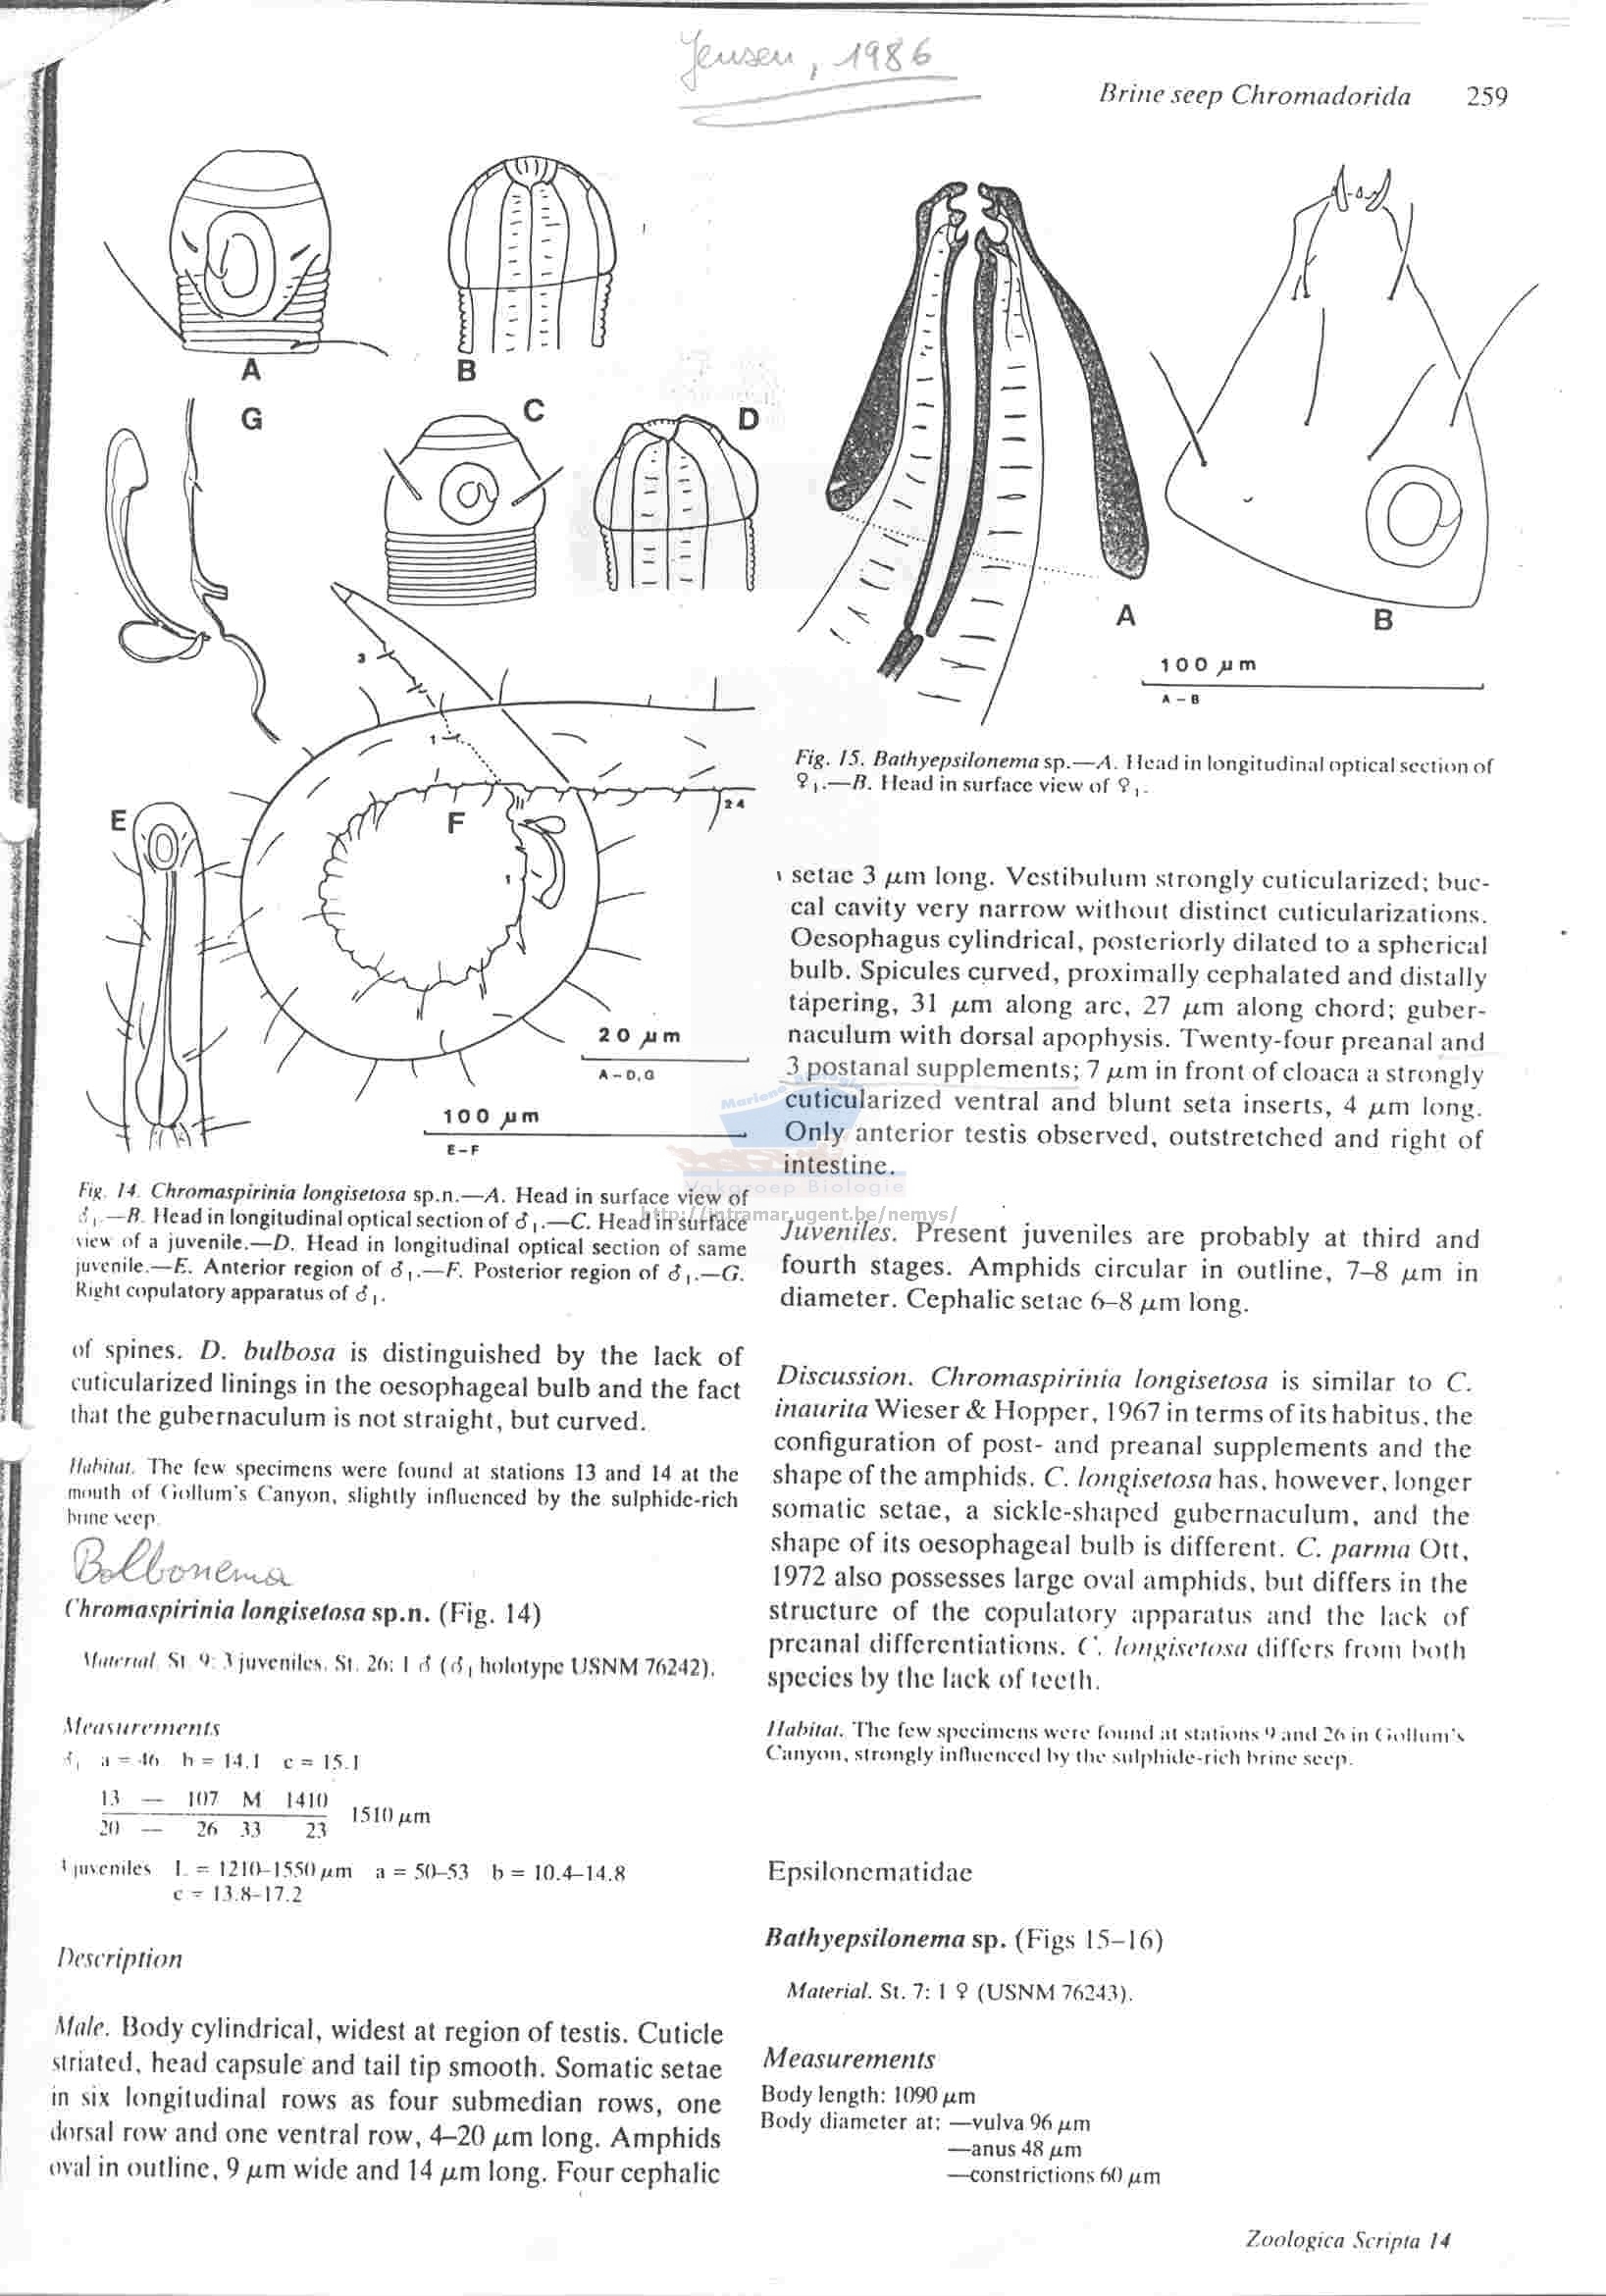 Jensen, 1986
Brine seep Chromadorida 259
A
B
G
C
D
3
1
24
E
F
1
20 µm
A–D,G
100 µm
E–F
Fig. 14. Chromaspirinia longisetosa sp.n.—A. Head in surface view of
♂1.—B. Head in longitudinal optical section of ♂1.—C. Head in surface
view of a juvenile.—D. Head in longitudinal optical section of same
juvenile.—E. Anterior region of ♂1.—F. Posterior region of ♂1.—G.
Right copulatory apparatus of ♂1.
of spines. D. bulbosa is distinguished by the lack of
cuticularized linings in the oesophageal bulb and the fact
that the gubernaculum is not straight, but curved.
Habitat. The few specimens were found at stations 13 and 14 at the
mouth of Gollum's Canyon, slightly influenced by the sulphide-rich
brine seep.
Bolbonema
Chromaspirinia longisetosa sp.n. (Fig. 14)
Material. St. 9: 3 juveniles. St. 26: 1 ♂ (♂1 holotype USNM 76242).
Measurements
♂1 a = 46 b = 14.1 c = 15.1
13 — 107 M 1410
20 — 26 33 23
1510 µm
3 juveniles L = 1210–1550 µm a = 50–53 b = 10.4–14.8
c = 13.8–17.2
Description
Male. Body cylindrical, widest at region of testis. Cuticle
striated, head capsule and tail tip smooth. Somatic setae
in six longitudinal rows as four submedian rows, one
dorsal row and one ventral row, 4–20 µm long. Amphids
oval in outline, 9 µm wide and 14 µm long. Four cephalic
A
B
100 µm
A – B
Fig. 15. Bathyepsilonema sp.—A. Head in longitudinal optical section of
♀1.—B. Head in surface view of ♀1.
setae 3 µm long. Vestibulum strongly cuticularized; buc-
cal cavity very narrow without distinct cuticularizations.
Oesophagus cylindrical, posteriorly dilated to a spherical
bulb. Spicules curved, proximally cephalated and distally
tapering, 31 µm along arc, 27 µm along chord; guber-
naculum with dorsal apophysis. Twenty-four preanal and
3 postanal supplements; 7 µm in front of cloaca a strongly
cuticularized ventral and blunt seta inserts, 4 µm long.
Only anterior testis observed, outstretched and right of
intestine.
Marine Biologie
Vakgroep Biologie
http://intramar.ugent.be/nemys/
Juveniles. Present juveniles are probably at third and
fourth stages. Amphids circular in outline, 7–8 µm in
diameter. Cephalic setae 6–8 µm long.
Discussion. Chromaspirinia longisetosa is similar to C.
inaurita Wieser & Hopper, 1967 in terms of its habitus, the
configuration of post- and preanal supplements and the
shape of the amphids. C. longisetosa has, however, longer
somatic setae, a sickle-shaped gubernaculum, and the
shape of its oesophageal bulb is different. C. parma Ott,
1972 also possesses large oval amphids, but differs in the
structure of the copulatory apparatus and the lack of
preanal differentiations. C. longisetosa differs from both
species by the lack of teeth.
Habitat. The few specimens were found at stations 9 and 26 in Gollum's
Canyon, strongly influenced by the sulphide-rich brine seep.
Epsilonematidae
Bathyepsilonema sp. (Figs 15–16)
Material. St. 7: 1 ♀ (USNM 76243).
Measurements
Body length: 1090 µm
Body diameter at: —vulva 96 µm
—anus 48 µm
—constrictions 60 µm
Zoologica Scripta 14